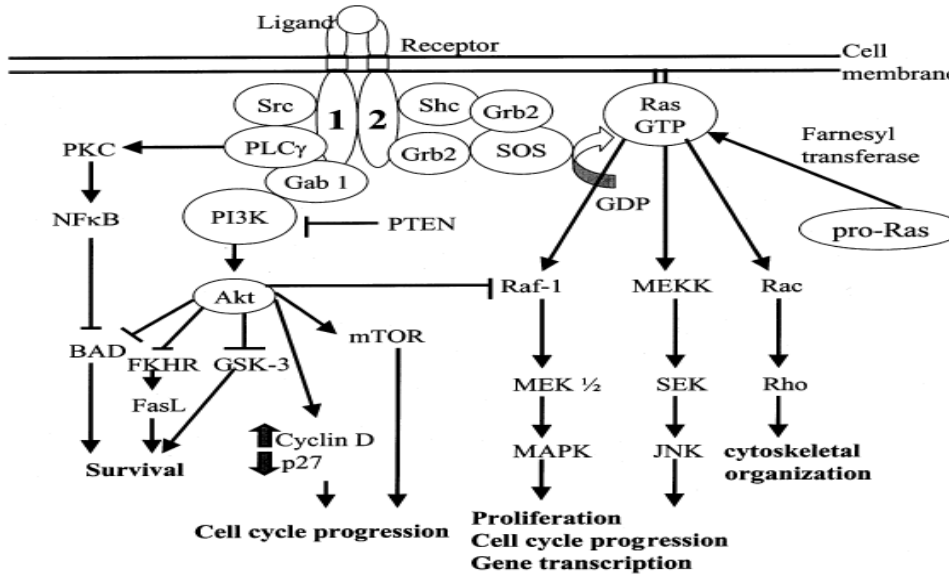 Ligand
Receptor
Cell
membrane
Src
1
2
Shc
Grb2
Ras
GTP
PKC
PLCγ
Grb2
SOS
Farnesyl
transferase
Gab 1
GDP
NFκB
PI3K
PTEN
pro-Ras
Akt
Raf-1
MEKK
Rac
BAD
FKHR
GSK-3
mTOR
MEK ½
SEK
Rho
FasL
Cyclin D
p27
MAPK
JNK
cytoskeletal
organization
Survival
Cell cycle progression
Proliferation
Cell cycle progression
Gene transcription